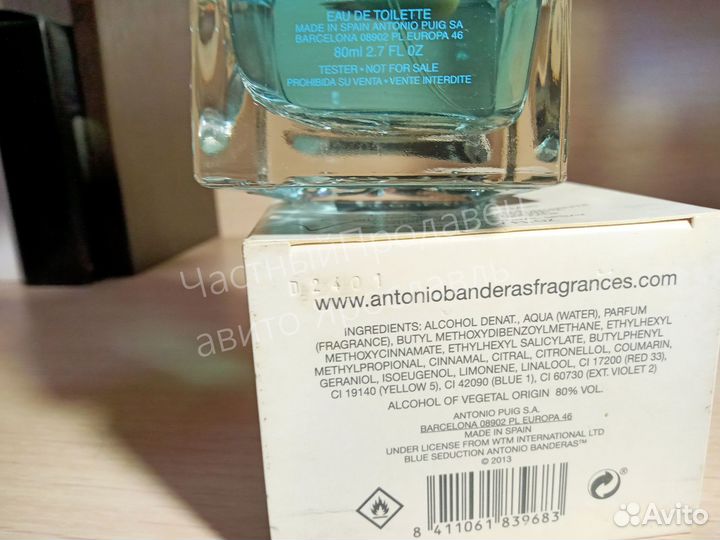 EAU DE TOILETTE
MADE IN SPAIN ANTONIO PUIG SA
BARCELONA 08902 PL EUROPA 46
80ml 2.7 FL OZ
TESTER • NOT FOR SALE
PROHIBIDA SU VENTA • VENTE INTERDITE
Частный Продавец
авито
D2401
www.antoniobanderasfragrances.com
INGREDIENTS: ALCOHOL DENAT., AQUA (WATER), PARFUM
(FRAGRANCE), BUTYL METHOXYDIBENZOYLMETHANE, ETHYLHEXYL
METHOXYCINNAMATE, ETHYLHEXYL SALICYLATE, BUTYLPHENYL
METHYLPROPIONAL, CINNAMAL, CITRAL, CITRONELLOL, COUMARIN,
GERANIOL, ISOEUGENOL, LIMONENE, LINALOOL, CI 17200 (RED 33),
CI 19140 (YELLOW 5), CI 42090 (BLUE 1), CI 60730 (EXT. VIOLET 2)
ALCOHOL OF VEGETAL ORIGIN 80% VOL.
ANTONIO PUIG S.A.
BARCELONA 08902 PL EUROPA 46
MADE IN SPAIN
UNDER LICENSE FROM WTM INTERNATIONAL LTD
BLUE SEDUCTION ANTONIO BANDERAS™
© 2013
8 411061 839683
Avito